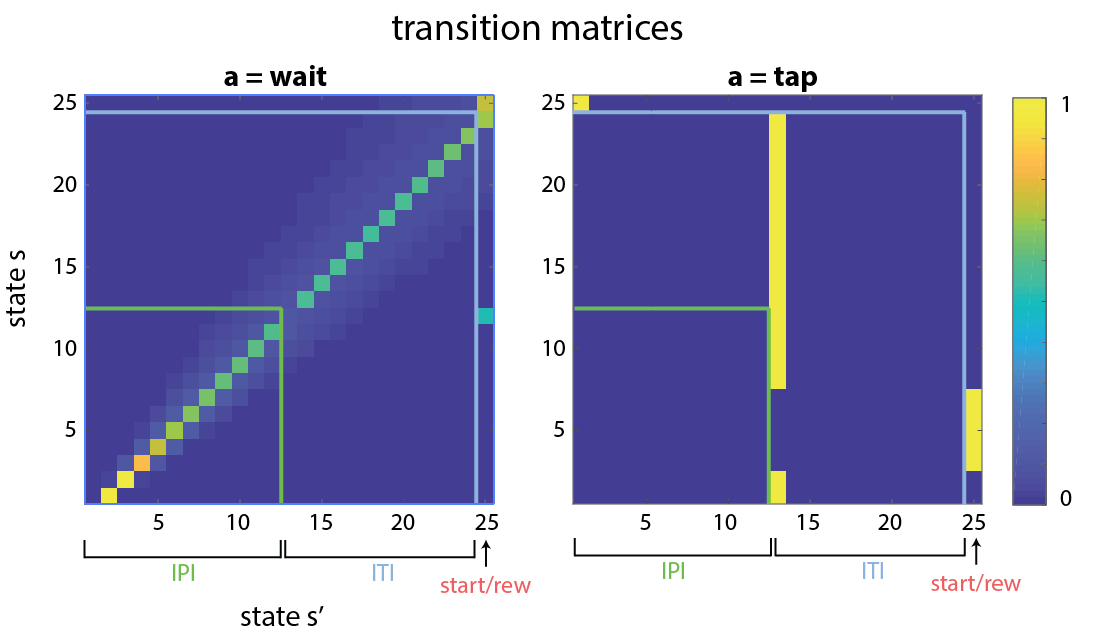 transition matrices
a = wait
a = tap
state s
25
20
15
10
5
5
10
15
20
25
IPI
ITI
start/rew
state s’
25
20
15
10
5
5
10
15
20
25
IPI
ITI
start/rew
1
0